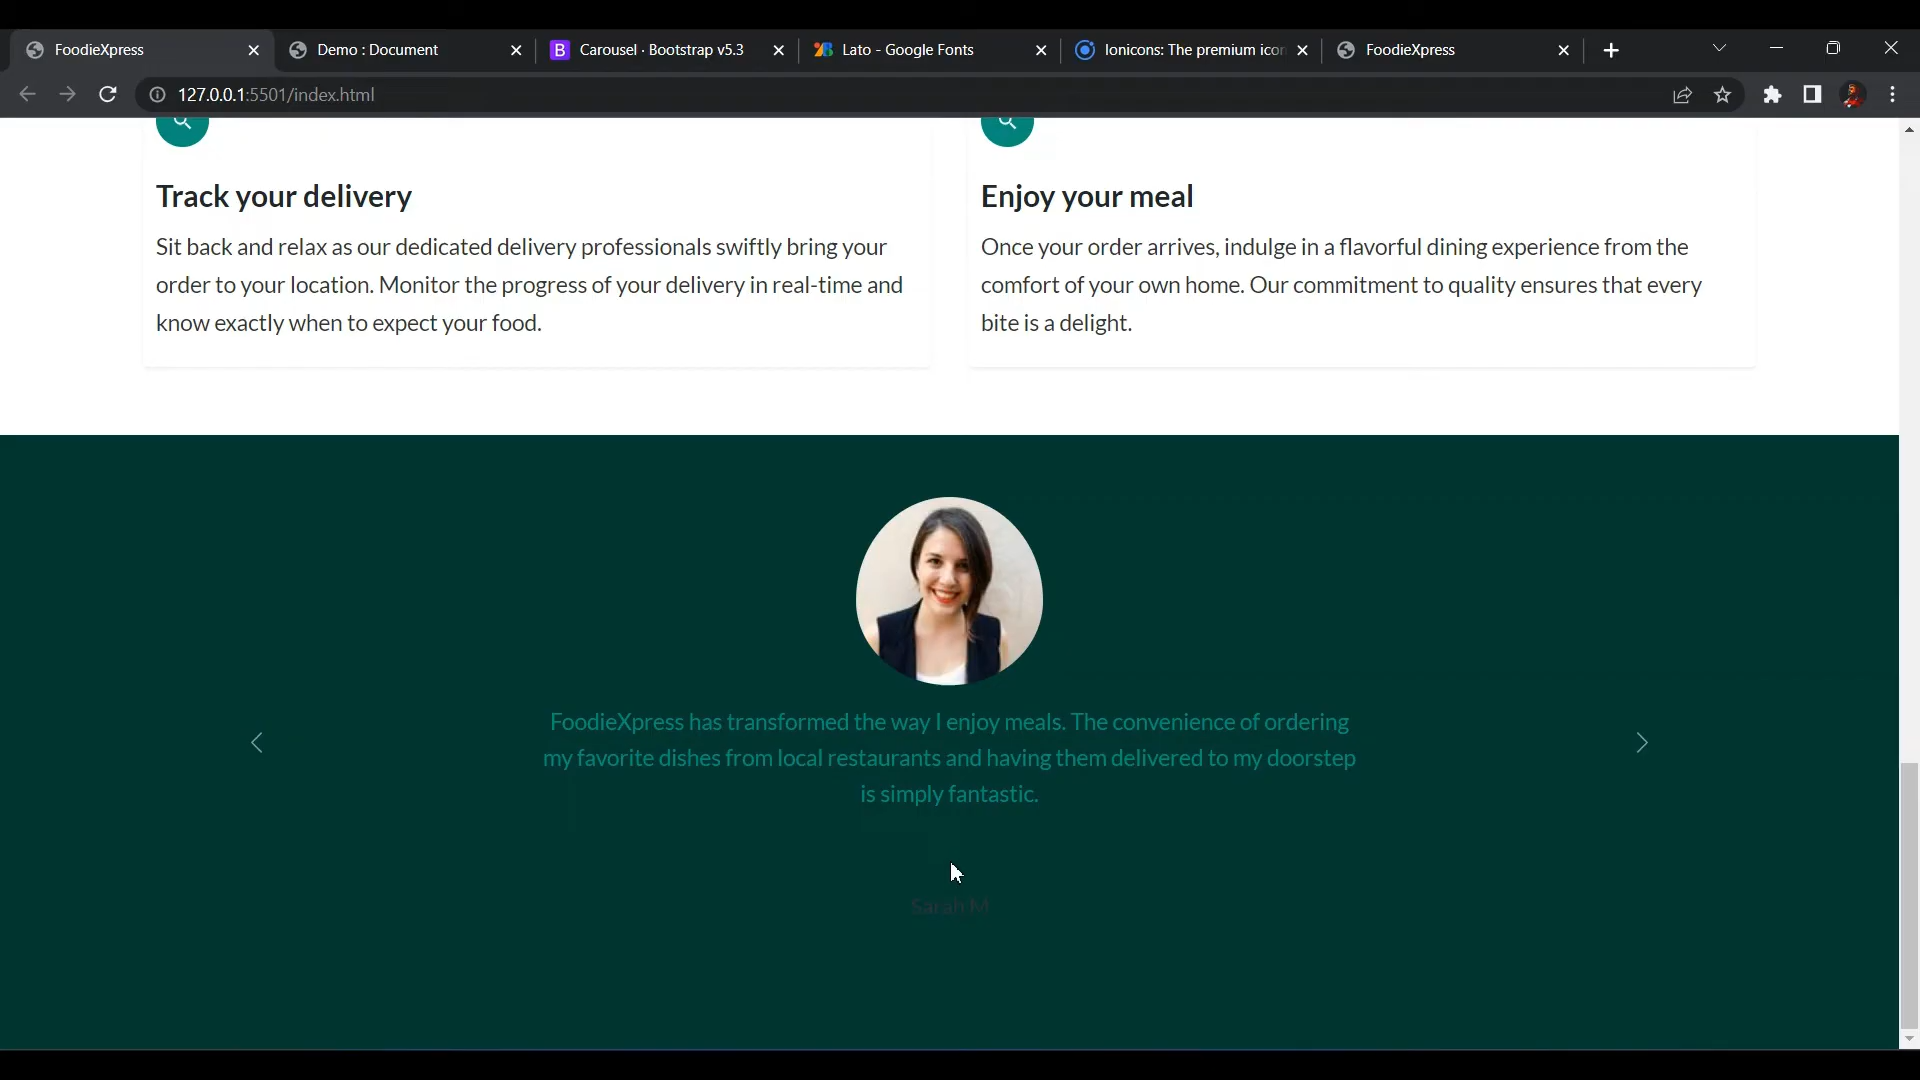 FoodieXpress
Demo : Document
Carousel · Bootstrap v5.3
Lato - Google Fonts
Ionicons: The premium icon
FoodieXpress
127.0.0.1:5501/index.html
Track your delivery
Enjoy your meal
Sit back and relax as our dedicated delivery professionals swiftly bring your
order to your location. Monitor the progress of your delivery in real-time and
know exactly when to expect your food.
Once your order arrives, indulge in a flavorful dining experience from the
comfort of your own home. Our commitment to quality ensures that every
bite is a delight.
FoodieXpress has transformed the way I enjoy meals. The convenience of ordering
my favorite dishes from local restaurants and having them delivered to my doorstep
is simply fantastic.
Sarah M